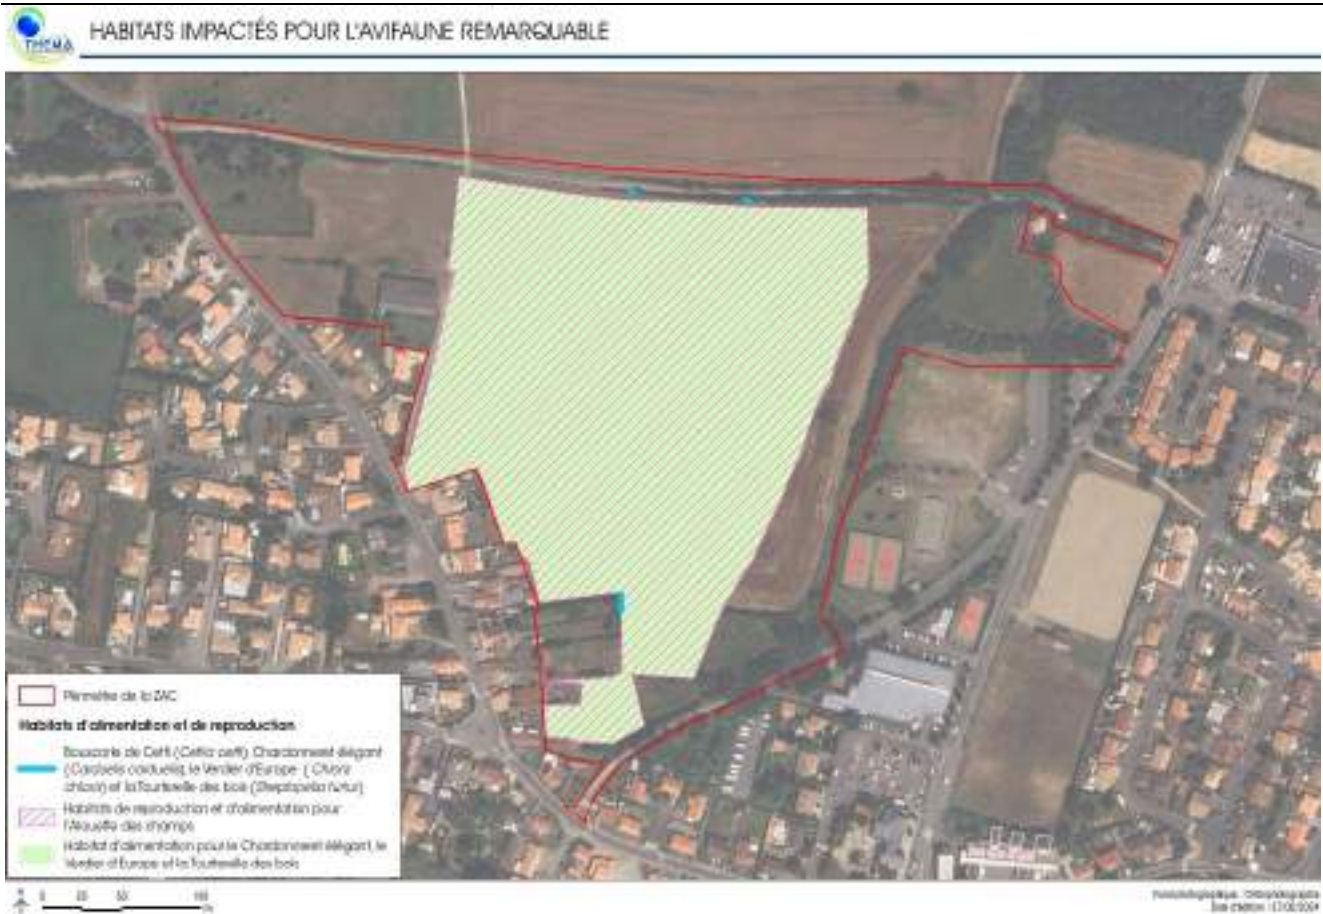 THEMA
HABITATS IMPACTÉS POUR L'AVIFAUNE REMARQUABLE
Périmètre de la ZAC
Habitats d'alimentation et de reproduction
Bouscarle de Cetti (Cettia cetti), Chardonneret élégant
(Carduelis carduelis), le Verdier d'Europe (Chloris
chloris) et la Tourterelle des bois (Streptopelia turtur)
Habitats de reproduction et d'alimentation pour
l'Alouette des champs
Habitat d'alimentation pour le Chardonneret élégant, le
Verdier d'Europe et la Tourterelle des bois
0
50